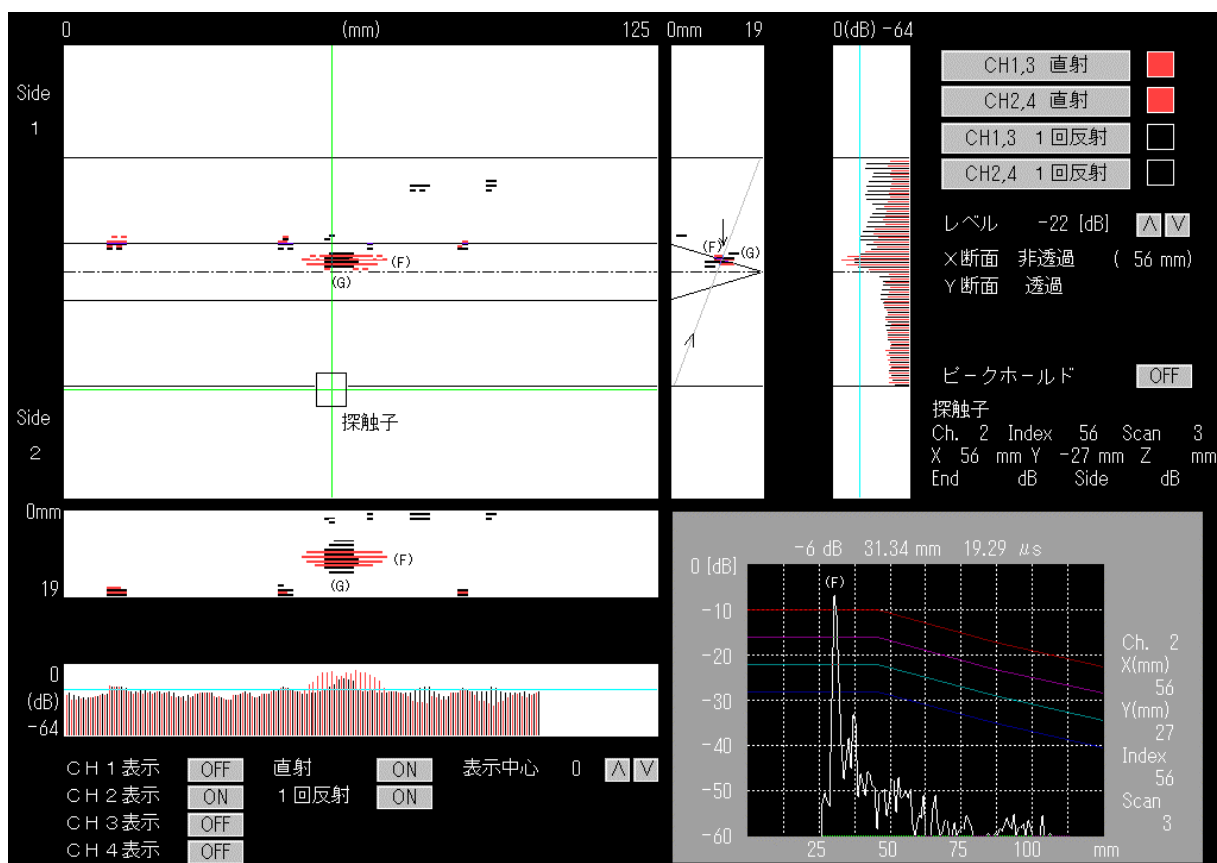 0 (mm) 125
0mm 19
0(dB) -64
CH1,3 直射
CH2,4 直射
CH1,3 1回反射
CH2,4 1回反射
Side
1
レベル -22 [dB]
X断面 非透過 ( 56 mm)
Y断面 透過
(F)
(G)
(F)
(G)
ピークホールド OFF
探触子
Ch. 2 Index 56 Scan 3
X 56 mm Y -27 mm Z mm
End dB Side dB
Side
2
探触子
0mm
19
(F)
(G)
0
(dB)
-64
CH1表示 OFF 直射 ON 表示中心 0
CH2表示 ON 1回反射 ON
CH3表示 OFF
CH4表示 OFF
-6 dB 31.34 mm 19.29 μs
0 [dB]
(F)
-10
-20
-30
-40
-50
-60
25 50 75 100 mm
Ch. 2
X(mm)
56
Y(mm)
27
Index
56
Scan
3